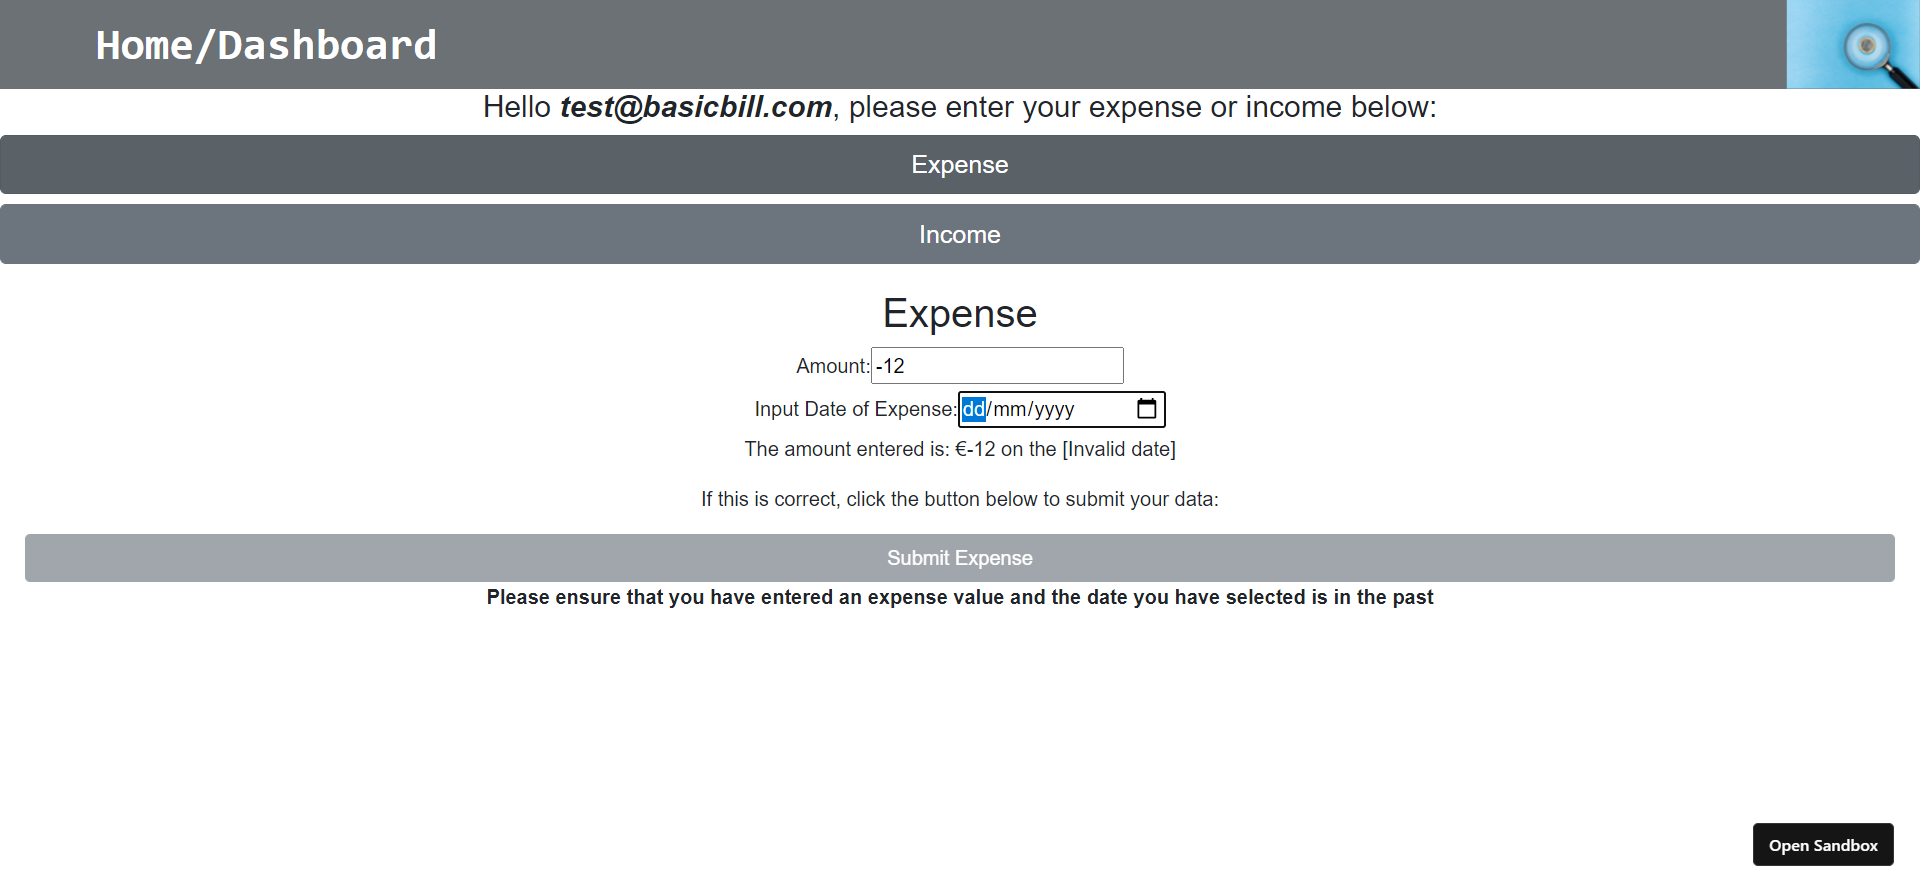 Home/Dashboard
Hello test@basicbill.com, please enter your expense or income below:
Expense
Income
Expense
Amount: -12
Input Date of Expense: dd/mm/yyyy
The amount entered is: €-12 on the [Invalid date]
If this is correct, click the button below to submit your data:
Submit Expense
Please ensure that you have entered an expense value and the date you have selected is in the past
Open Sandbox